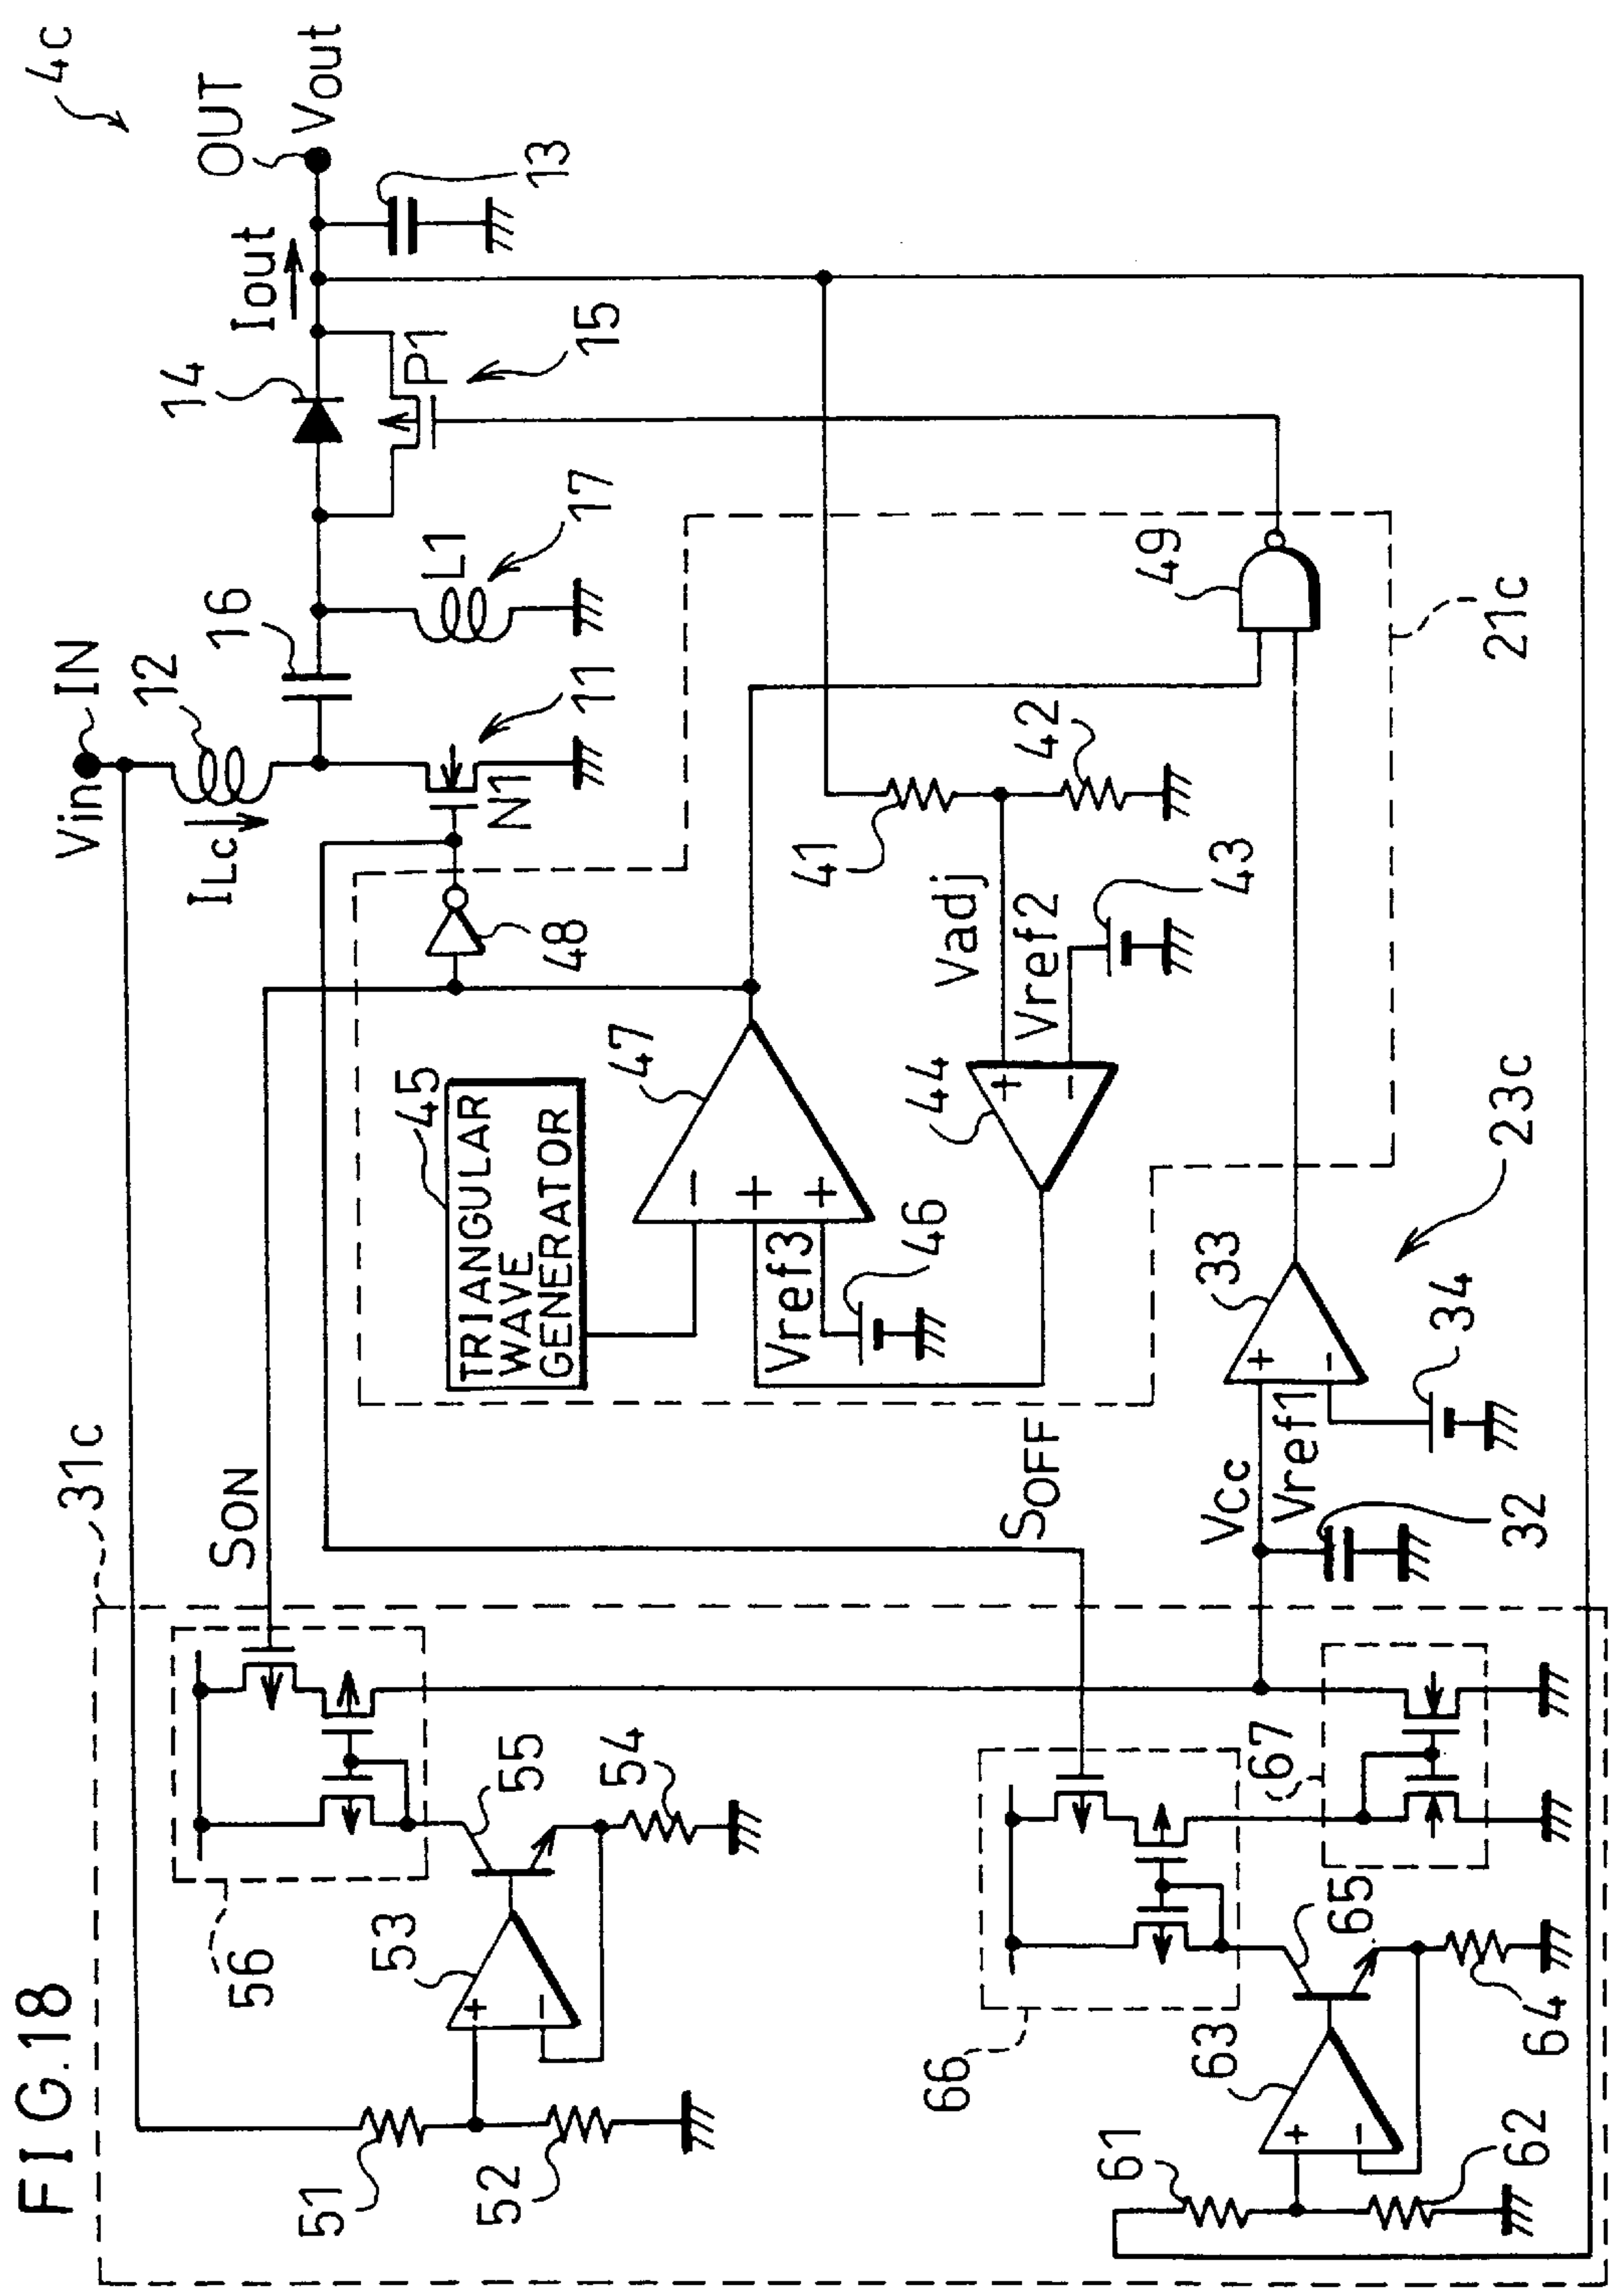 FIG.18
4c
31c
Vin
IN
12
ILc
16
14
Iout
OUT
Vout
13
L1
17
P1
15
11
N1
48
SON
56
55
54
53
51
52
45
TRIANGULAR
WAVE
GENERATOR
47
Vref3
46
44
Vadj
Vref2
43
41
42
49
21c
SOFF
Vcc
Vref1
33
34
32
23c
66
67
65
64
63
61
62